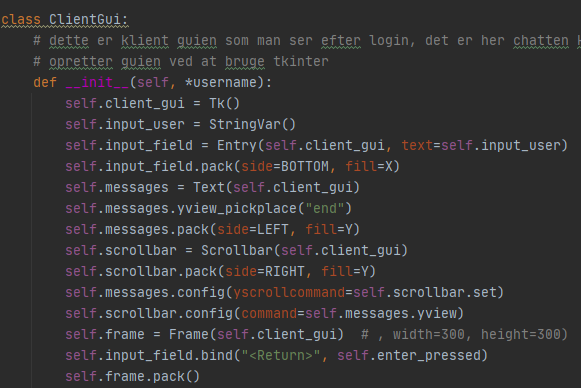 class ClientGui:
    # dette er klient guien som man ser efter login, det er her chatten
    # opretter guien ved at bruge tkinter
    def __init__(self, *username):
        self.client_gui = Tk()
        self.input_user = StringVar()
        self.input_field = Entry(self.client_gui, text=self.input_user)
        self.input_field.pack(side=BOTTOM, fill=X)
        self.messages = Text(self.client_gui)
        self.messages.yview_pickplace("end")
        self.messages.pack(side=LEFT, fill=Y)
        self.scrollbar = Scrollbar(self.client_gui)
        self.scrollbar.pack(side=RIGHT, fill=Y)
        self.messages.config(yscrollcommand=self.scrollbar.set)
        self.scrollbar.config(command=self.messages.yview)
        self.frame = Frame(self.client_gui)  # , width=300, height=300)
        self.input_field.bind("<Return>", self.enter_pressed)
        self.frame.pack()